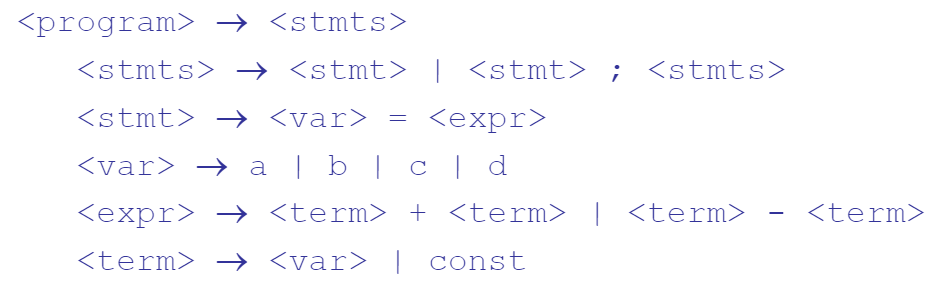 <program> → <stmts>
<stmts> → <stmt> | <stmt> ; <stmts>
<stmt> → <var> = <expr>
<var> → a | b | c | d
<expr> → <term> + <term> | <term> - <term>
<term> → <var> | const